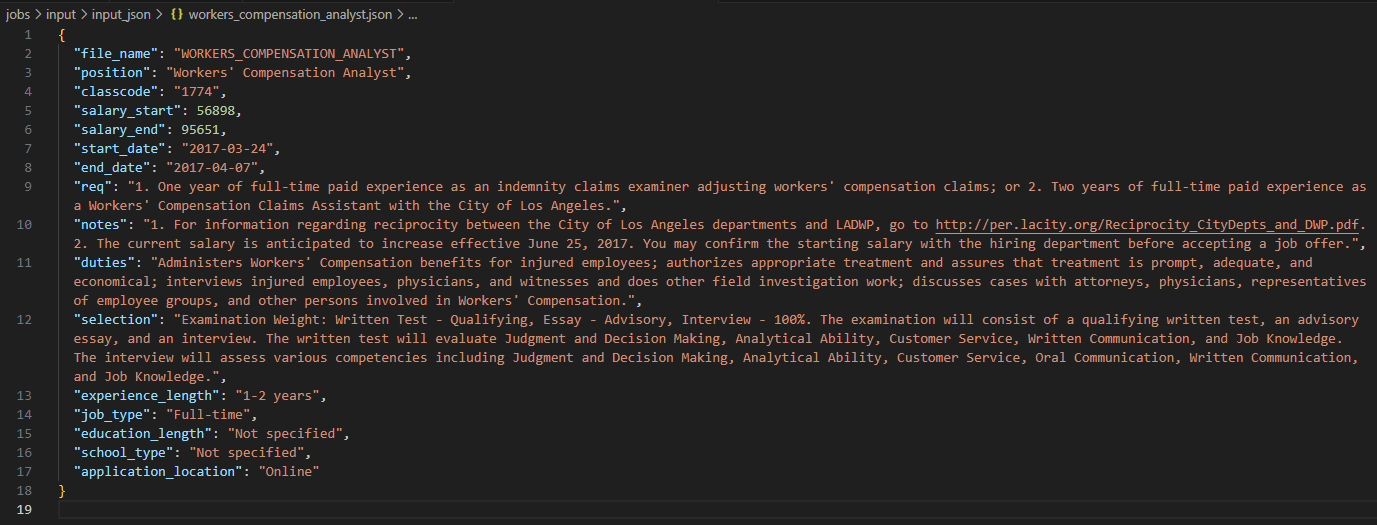 jobs > input > input_json > {} workers_compensation_analyst.json > ...
1 {
2 "file_name": "WORKERS_COMPENSATION_ANALYST",
3 "position": "Workers' Compensation Analyst",
4 "classcode": "1774",
5 "salary_start": 56898,
6 "salary_end": 95651,
7 "start_date": "2017-03-24",
8 "end_date": "2017-04-07",
9 "req": "1. One year of full-time paid experience as an indemnity claims examiner adjusting workers' compensation claims; or 2. Two years of full-time paid experience as
a Workers' Compensation Claims Assistant with the City of Los Angeles.",
10 "notes": "1. For information regarding reciprocity between the City of Los Angeles departments and LADWP, go to http://per.lacity.org/Reciprocity_CityDepts_and_DWP.pdf.
2. The current salary is anticipated to increase effective June 25, 2017. You may confirm the starting salary with the hiring department before accepting a job offer.",
11 "duties": "Administers Workers' Compensation benefits for injured employees; authorizes appropriate treatment and assures that treatment is prompt, adequate, and
economical; interviews injured employees, physicians, and witnesses and does other field investigation work; discusses cases with attorneys, physicians, representatives
of employee groups, and other persons involved in Workers' Compensation.",
12 "selection": "Examination Weight: Written Test - Qualifying, Essay - Advisory, Interview - 100%. The examination will consist of a qualifying written test, an advisory
essay, and an interview. The written test will evaluate Judgment and Decision Making, Analytical Ability, Customer Service, Written Communication, and Job Knowledge.
The interview will assess various competencies including Judgment and Decision Making, Analytical Ability, Customer Service, Oral Communication, Written Communication,
and Job Knowledge.",
13 "experience_length": "1-2 years",
14 "job_type": "Full-time",
15 "education_length": "Not specified",
16 "school_type": "Not specified",
17 "application_location": "Online"
18 }
19